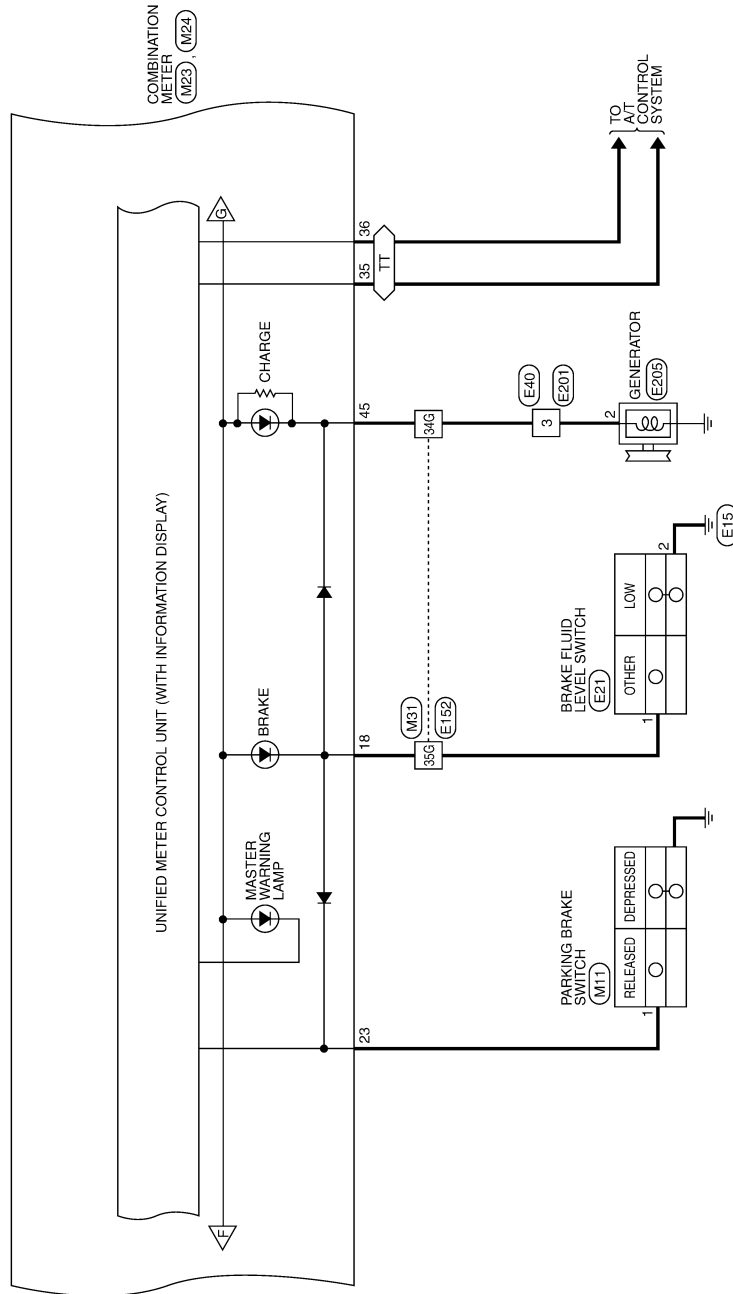 COMBINATION
METER
M23 , M24
UNIFIED METER CONTROL UNIT (WITH INFORMATION DISPLAY)
F
G
MASTER
WARNING
LAMP
BRAKE
CHARGE
23
18
45
35
36
TT
35G
M31
E152
34G
3
E40
E201
TO
A/T
CONTROL
SYSTEM
PARKING BRAKE
SWITCH
M11
RELEASED
DEPRESSED
1
BRAKE FLUID
LEVEL SWITCH
E21
OTHER
LOW
1
2
E15
GENERATOR
E205
2